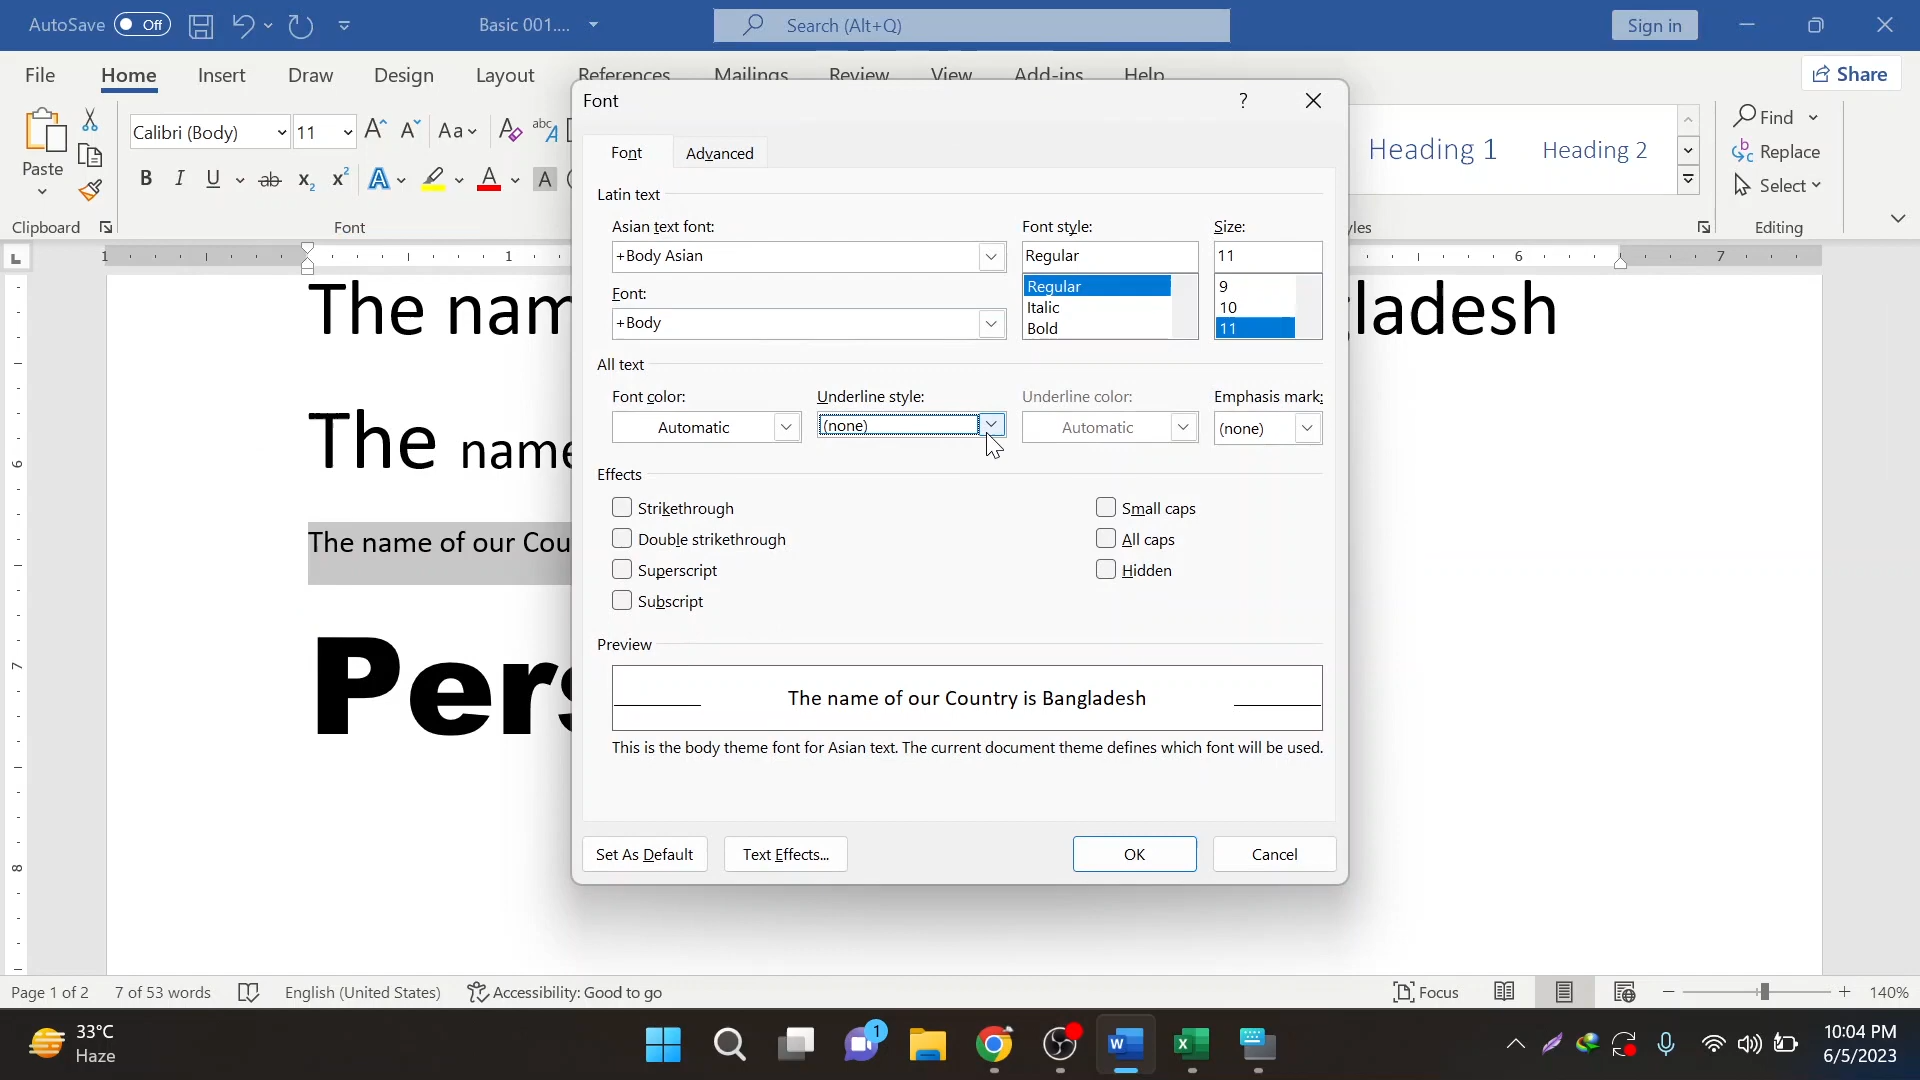 AutoSave Off Basic 001.... Search (Alt+Q) Sign in
File Home Insert Draw Design Layout References Mailings Review View Add-ins Help Share
Paste
Calibri (Body) 11 Aa
Clipboard Font
Heading 1 Heading 2
Find
Replace
Select
Editing
Font
Font Advanced
Latin text
Asian text font: Font style: Size:
+Body Asian Regular 11
Font:
+Body
Regular 9
Italic 10
Bold 11
All text
Font color: Underline style: Underline color: Emphasis mark:
Automatic (none) Automatic (none)
Effects
Strikethrough Small caps
Double strikethrough All caps
Superscript Hidden
Subscript
Preview
The name of our Country is Bangladesh
This is the body theme font for Asian text. The current document theme defines which font will be used.
Set As Default Text Effects... OK Cancel
The nam gladesh
The name
The name of our Cou
Pers
Page 1 of 2 7 of 53 words English (United States) Accessibility: Good to go Focus 140%
33°C
Haze
1
10:04 PM
6/5/2023